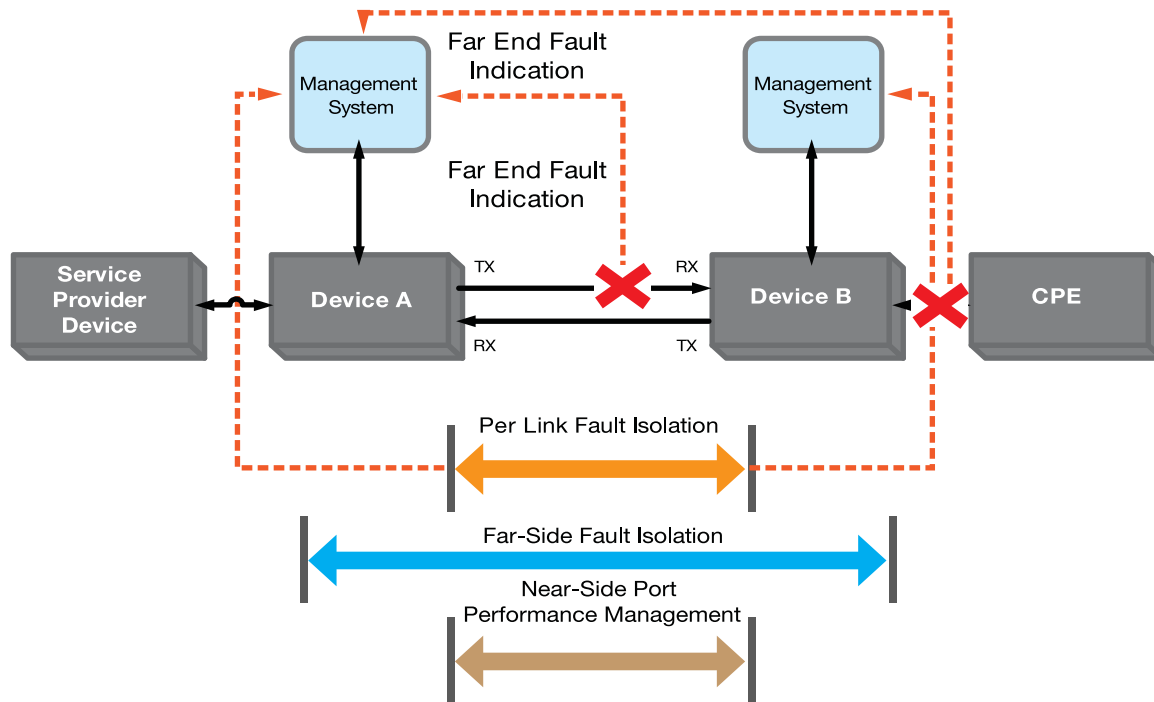 Far End Fault
Indication
Management
System
Management
System
Far End Fault
Indication
Service
Provider
Device
Device A
TX
RX
RX
TX
Device B
CPE
Per Link Fault Isolation
Far-Side Fault Isolation
Near-Side Port
Performance Management